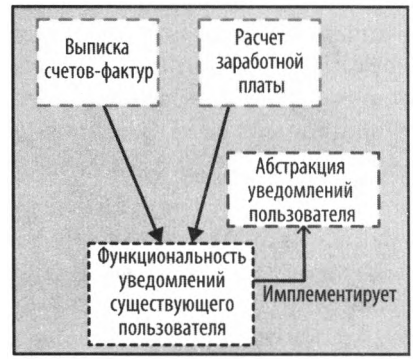 Выписка
счетов-фактур
Расчет
заработной
платы
Абстракция
уведомлений
пользователя
Функциональность
уведомлений
существующего
пользователя
Имплементирует